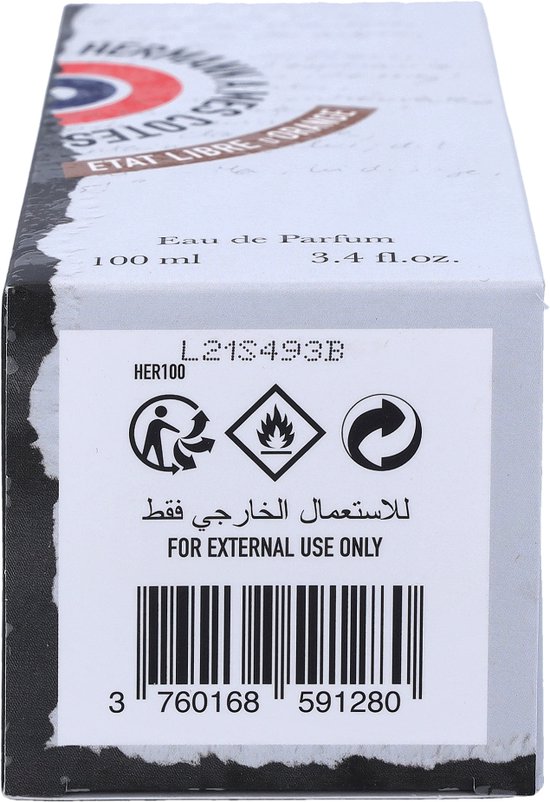 HERMANN À MES CÔTÉS
ETAT LIBRE D'ORANGE
Eau de Parfum
100 ml 3.4 fl.oz.
L21S493B
HER100
للاستعمال الخارجي فقط
FOR EXTERNAL USE ONLY
3 760168 591280